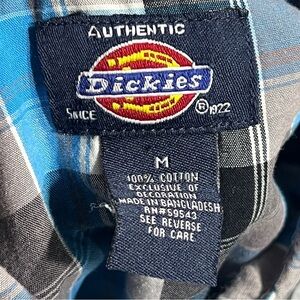 AUTHENTIC
Dickies
SINCE ® 1922
M
100% COTTON
EXCLUSIVE OF
DECORATION
MADE IN BANGLADESH
RN#59543
SEE REVERSE
FOR CARE